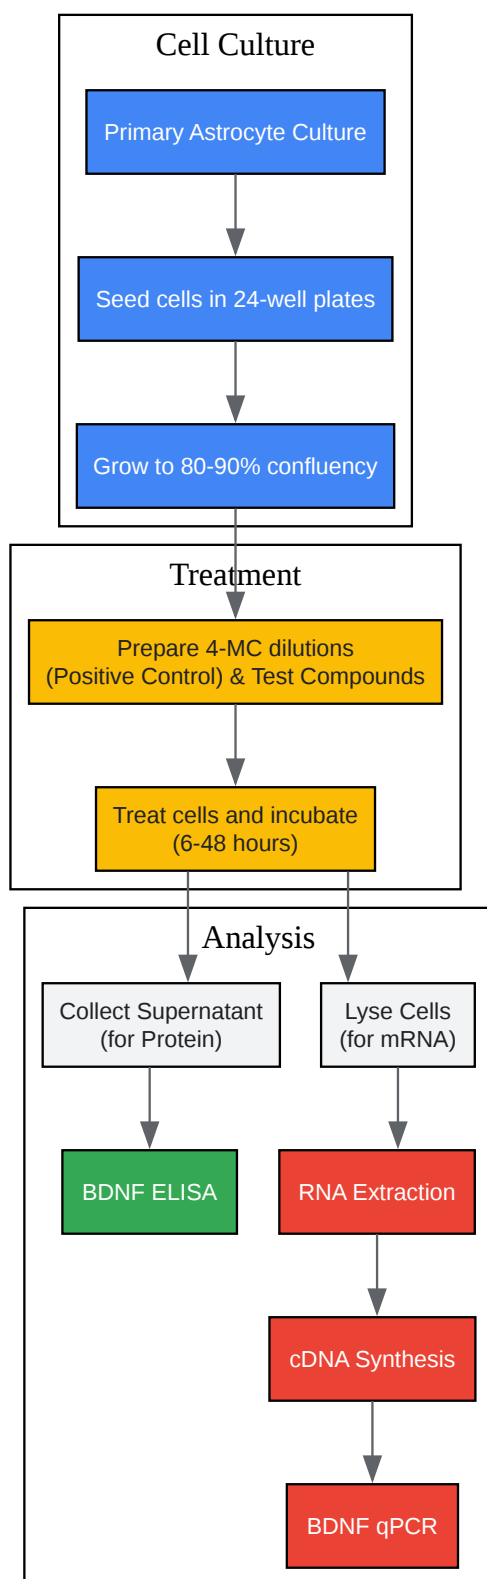 Cell Culture
Primary Astrocyte Culture
Seed cells in 24-well plates
Grow to 80-90% confluency
Treatment
Prepare 4-MC dilutions
(Positive Control) & Test Compounds
Treat cells and incubate
(6-48 hours)
Analysis
Collect Supernatant
(for Protein)
Lyse Cells
(for mRNA)
BDNF ELISA
RNA Extraction
cDNA Synthesis
BDNF qPCR